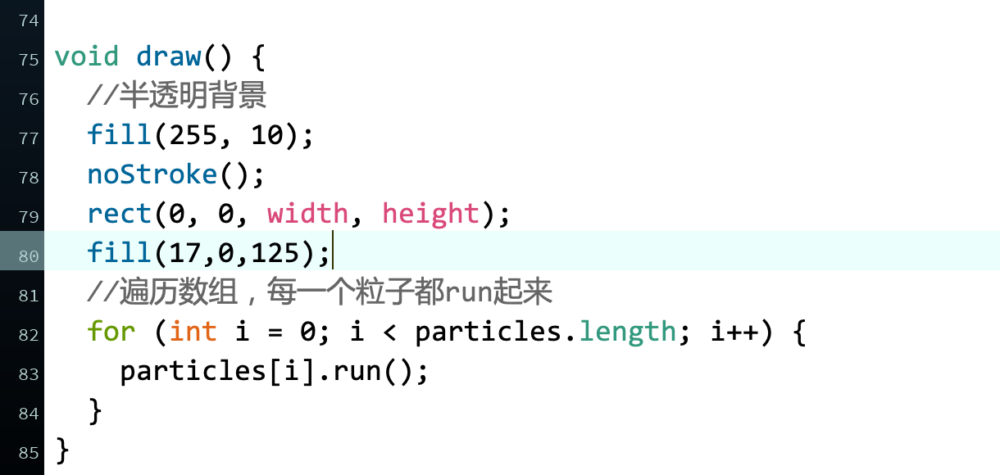 74
75 void draw() {
76 //半透明背景
77 fill(255, 10);
78 noStroke();
79 rect(0, 0, width, height);
80 fill(17,0,125);
81 //遍历数组，每一个粒子都run起来
82 for (int i = 0; i < particles.length; i++) {
83 particles[i].run();
84 }
85 }